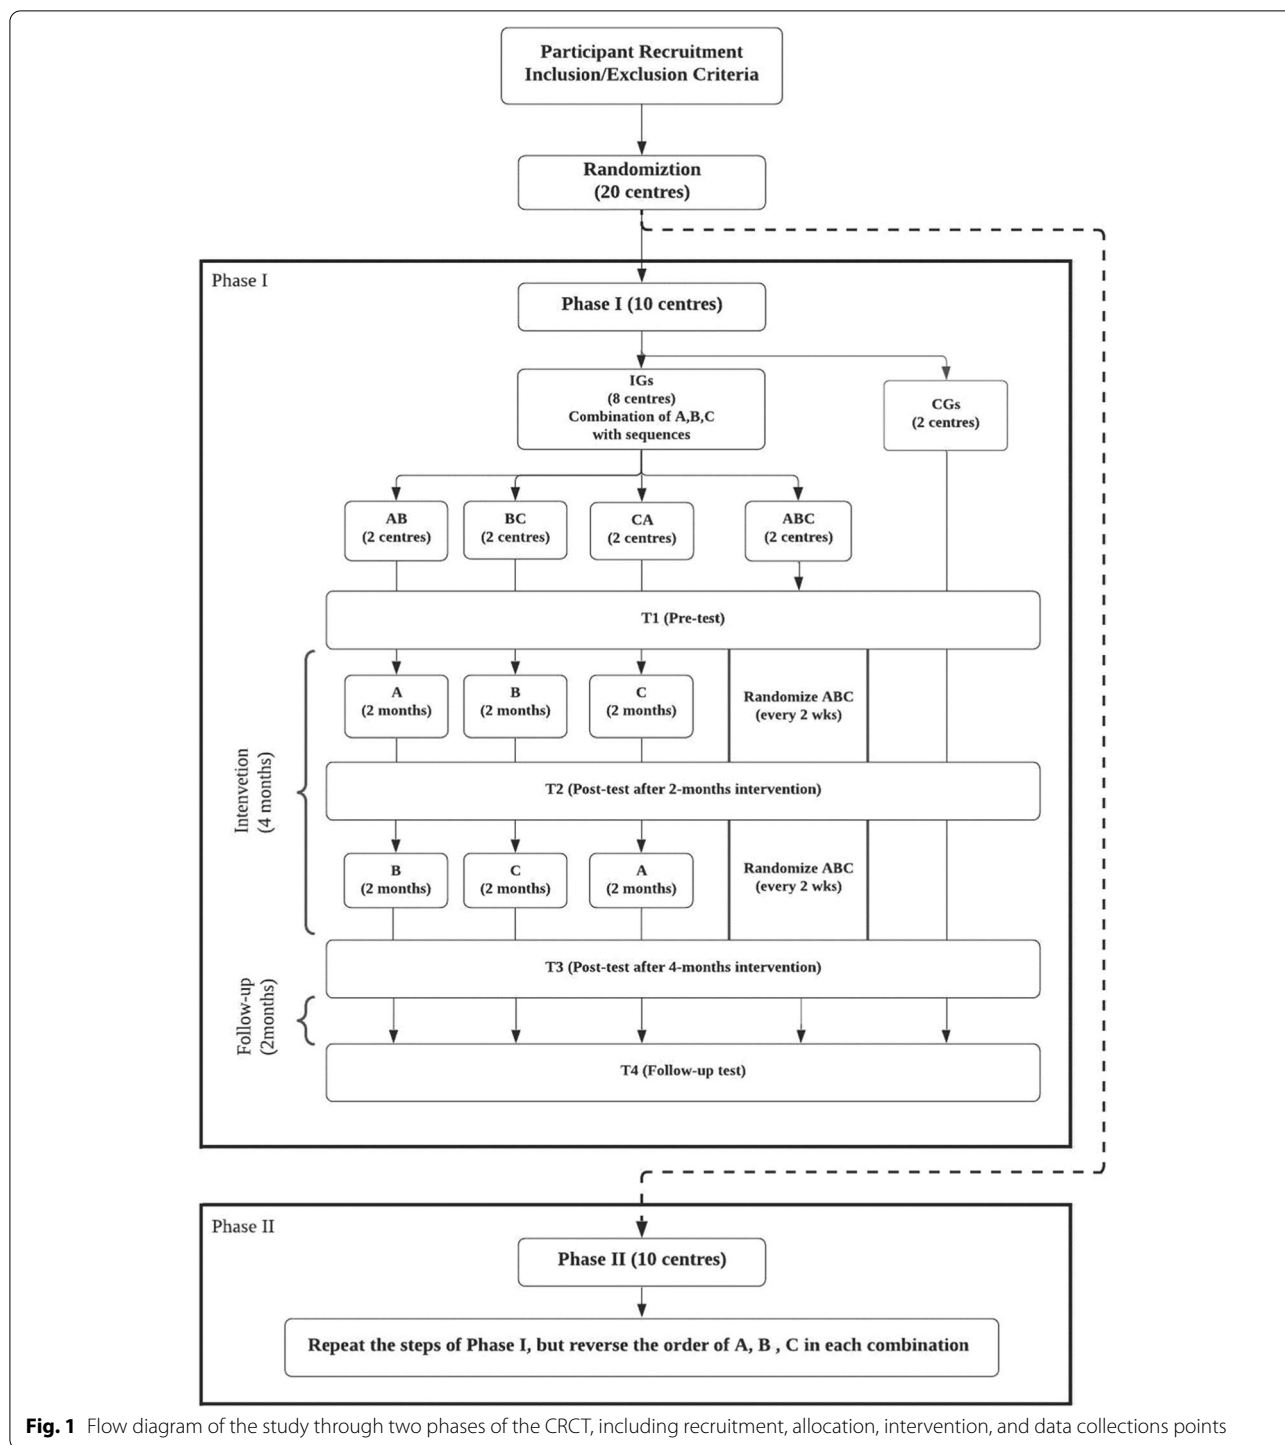 Participant Recruitment
Inclusion/Exclusion Criteria
Randomiztion
(20 centres)
Phase I
Phase I (10 centres)
IGs
(8 centres)
Combination of A,B,C
with sequences
CGs
(2 centres)
AB
(2 centres)
BC
(2 centres)
CA
(2 centres)
ABC
(2 centres)
T1 (Pre-test)
Intenvetion
(4 months)
A
(2 months)
B
(2 months)
C
(2 months)
Randomize ABC
(every 2 wks)
T2 (Post-test after 2-months intervention)
B
(2 months)
C
(2 months)
A
(2 months)
Randomize ABC
(every 2 wks)
T3 (Post-test after 4-months intervention)
Follow-up
(2months)
T4 (Follow-up test)
Phase II
Phase II (10 centres)
Repeat the steps of Phase I, but reverse the order of A, B , C in each combination
Fig. 1 Flow diagram of the study through two phases of the CRCT, including recruitment, allocation, intervention, and data collections points